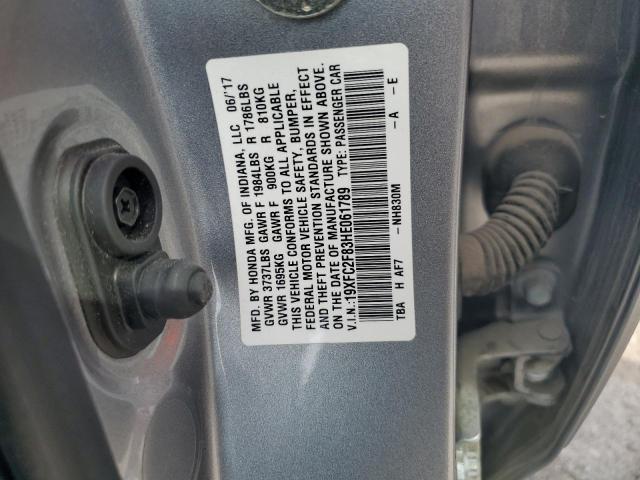 MFD. BY HONDA MFG. OF INDIANA, LLC 06/'17
GVWR 3737LBS GAWR F 1984LBS R 1786LBS
GVWR 1695KG GAWR F 900KG R 810KG
THIS VEHICLE CONFORMS TO ALL APPLICABLE
FEDERAL MOTOR VEHICLE SAFETY, BUMPER,
AND THEFT PREVENTION STANDARDS IN EFFECT
ON THE DATE OF MANUFACTURE SHOWN ABOVE.
V.I.N.:19XFC2F83HE061789 TYPE: PASSENGER CAR
TBA H AF7 -NH830M -A -E